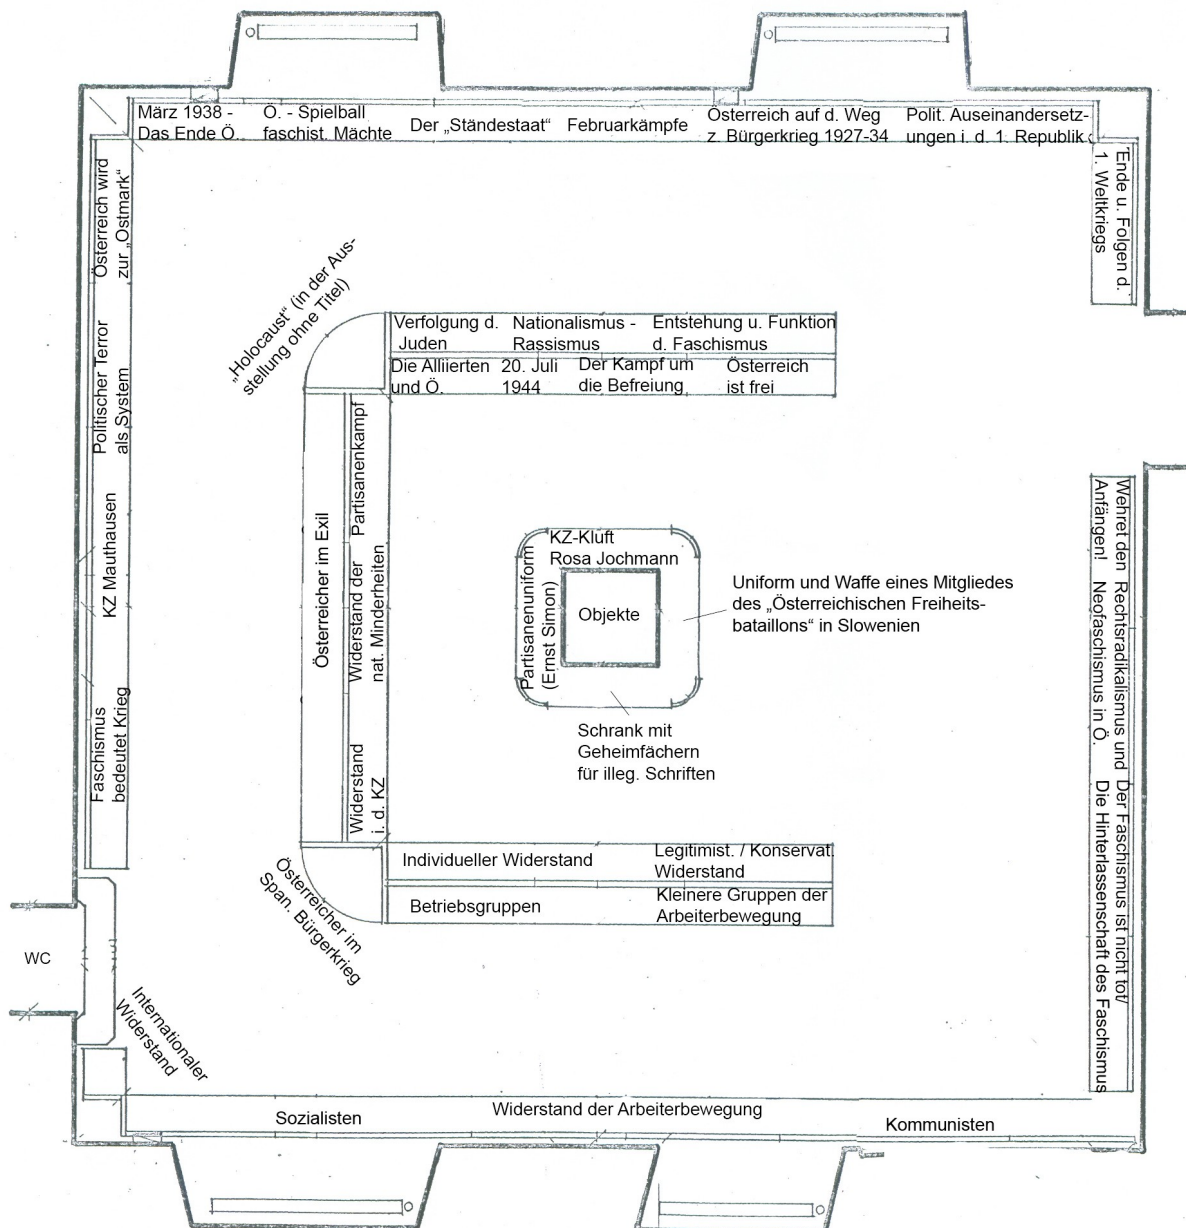 März 1938 -
Das Ende Ö.
Ö. - Spielball
faschist. Mächte
Der „Ständestaat“
Februarkämpfe
Österreich auf d. Weg
z. Bürgerkrieg 1927-34
Polit. Auseinandersetz-
ungen i. d. 1. Republik
Ende u. Folgen d.
1. Weltkriegs
Österreich wird
zur „Ostmark“
Politischer Terror
als System
KZ Mauthausen
Faschismus
bedeutet Krieg
„Holocaust“ (in der Aus-
stellung ohne Titel)
Verfolgung d.
Juden
Nationalismus -
Rassismus
Entstehung u. Funktion
d. Faschismus
Die Alliierten
und Ö.
20. Juli
1944
Der Kampf um
die Befreiung
Österreich
ist frei
Österreicher im Exil
Partisanenkampf
Widerstand der
nat. Minderheiten
Widerstand
i. d. KZ
KZ-Kluft
Rosa Jochmann
Partisanenuniform
(Ernst Simon)
Objekte
Uniform und Waffe eines Mitgliedes
des „Österreichischen Freiheits-
bataillons“ in Slowenien
Schrank mit
Geheimfächern
für illeg. Schriften
Wehret den
Anfängen!
Rechtsradikalismus und
Neofaschismus in Ö.
Der Faschismus ist nicht tot/
Die Hinterlassenschaft des Faschismus
Individueller Widerstand
Legitimist. / Konservat.
Widerstand
Betriebsgruppen
Kleinere Gruppen der
Arbeiterbewegung
Österreicher im
Span. Bürgerkrieg
WC
Internationaler
Widerstand
Sozialisten
Widerstand der Arbeiterbewegung
Kommunisten